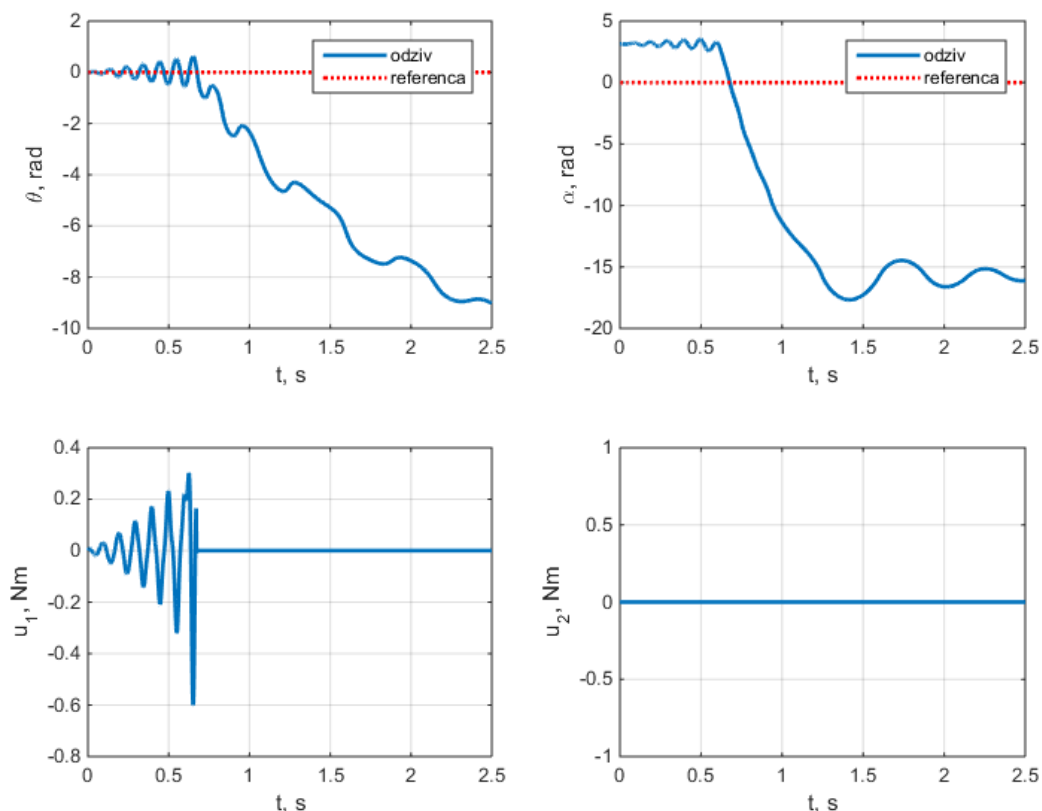 2
0
-2
-4
-6
-8
-10
θ, rad
odziv
referenca
0 0.5 1 1.5 2 2.5
t, s
5
0
-5
-10
-15
-20
α, rad
odziv
referenca
0 0.5 1 1.5 2 2.5
t, s
0.4
0.2
0
-0.2
-0.4
-0.6
-0.8
u₁, Nm
0 0.5 1 1.5 2 2.5
t, s
1
0.5
0
-0.5
-1
u₂, Nm
0 0.5 1 1.5 2 2.5
t, s